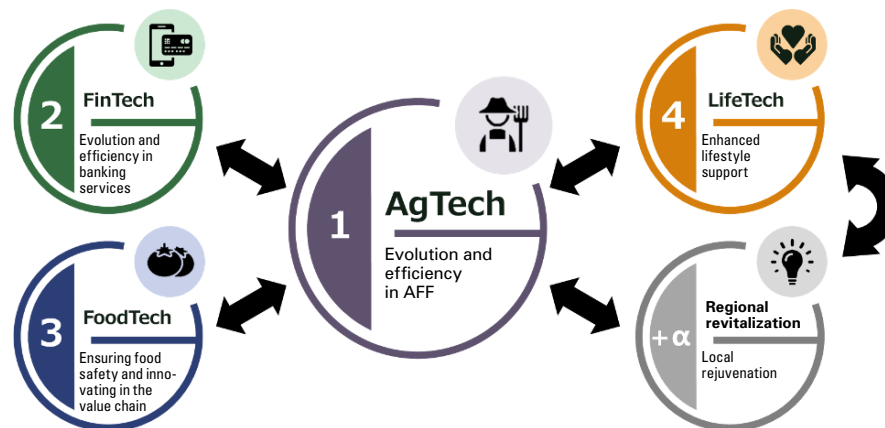 2
FinTech
Evolution and
efficiency in
banking
services
1
AgTech
Evolution and
efficiency
in AFF
4
LifeTech
Enhanced
lifestyle
support
3
FoodTech
Ensuring food
safety and inno-
vating in the
value chain
+α
Regional
revitalization
Local
rejuvenation